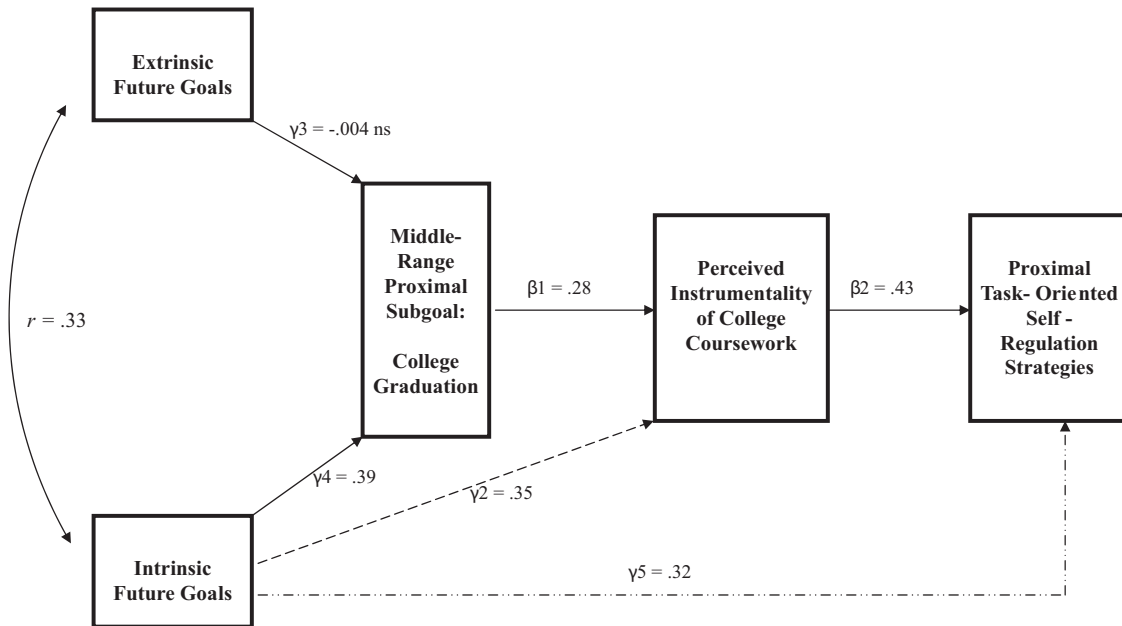 Extrinsic
Future Goals
γ3 = -.004 ns
Middle-
Range
Proximal
Subgoal:
College
Graduation
β1 = .28
Perceived
Instrumentality
of College
Coursework
β2 = .43
Proximal
Task- Oriented
Self -
Regulation
Strategies
r = .33
γ4 = .39
γ2 = .35
Intrinsic
Future Goals
γ5 = .32